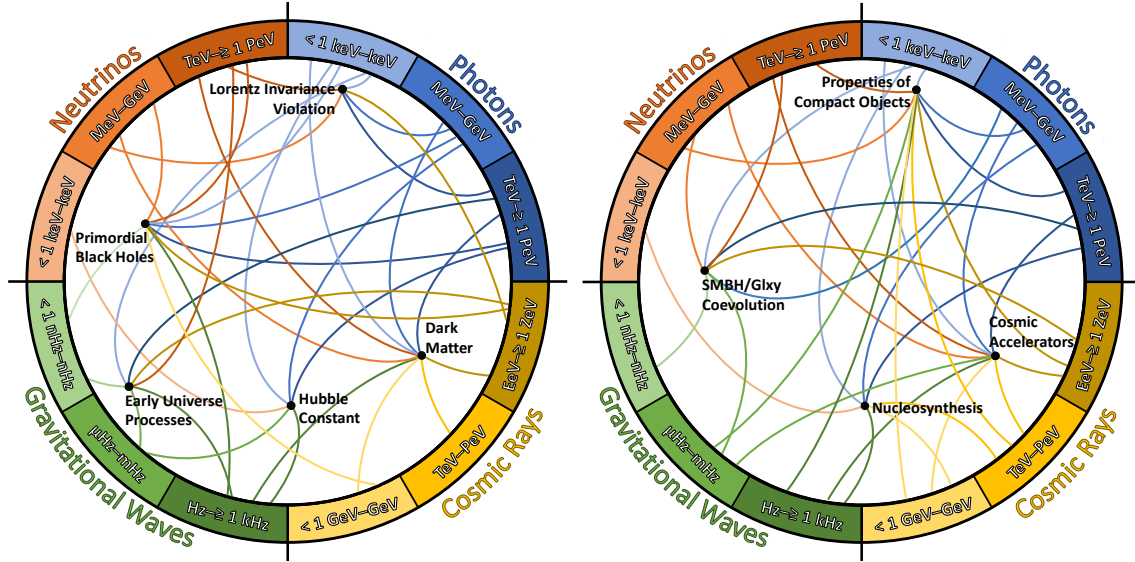 Neutrinos
Photons
Cosmic Rays
Gravitational Waves
TeV–≥ 1 PeV
< 1 keV–keV
MeV–GeV
TeV–≥ 1 PeV
EeV–≥ 1 ZeV
TeV–PeV
< 1 GeV–GeV
Hz–≥ 1 kHz
μHz–mHz
< 1 nHz–nHz
< 1 keV–keV
MeV–GeV
Lorentz Invariance
Violation
Primordial
Black Holes
Dark
Matter
Early Universe
Processes
Hubble
Constant
Neutrinos
Photons
Cosmic Rays
Gravitational Waves
TeV–≥ 1 PeV
< 1 keV–keV
MeV–GeV
TeV–≥ 1 PeV
EeV–≥ 1 ZeV
TeV–PeV
< 1 GeV–GeV
Hz–≥ 1 kHz
μHz–mHz
< 1 nHz–nHz
< 1 keV–keV
MeV–GeV
Properties of
Compact Objects
SMBH/Glxy
Coevolution
Cosmic
Accelerators
Nucleosynthesis